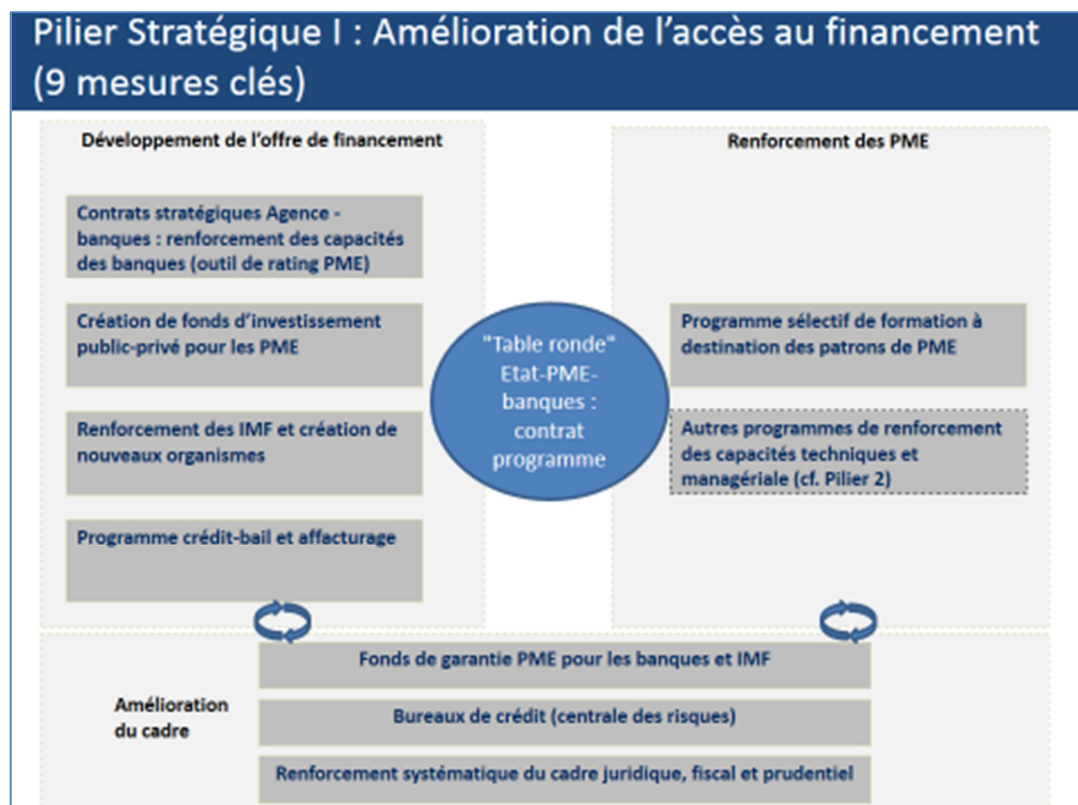 Pilier Stratégique I : Amélioration de l'accès au financement
(9 mesures clés)
Développement de l'offre de financement
Contrats stratégiques Agence -
banques : renforcement des capacités
des banques (outil de rating PME)
Création de fonds d'investissement
public-privé pour les PME
Renforcement des IMF et création de
nouveaux organismes
Programme crédit-bail et affacturage
"Table ronde"
Etat-PME-
banques :
contrat
programme
Renforcement des PME
Programme sélectif de formation à
destination des patrons de PME
Autres programmes de renforcement
des capacités techniques et
managériale (cf. Pilier 2)
Amélioration
du cadre
Fonds de garantie PME pour les banques et IMF
Bureaux de crédit (centrale des risques)
Renforcement systématique du cadre juridique, fiscal et prudentiel